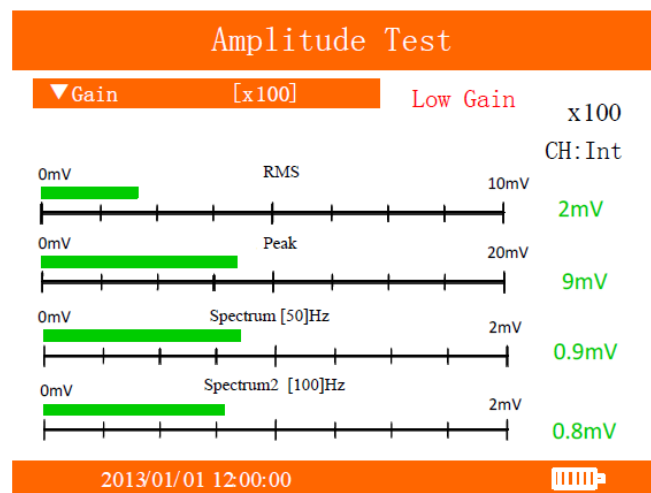 Amplitude Test
▼Gain [x100] Low Gain
x100
CH:Int
0mV RMS 10mV
2mV
0mV Peak 20mV
9mV
0mV Spectrum [50]Hz 2mV
0.9mV
0mV Spectrum2 [100]Hz 2mV
0.8mV
2013/01/01 12:00:00